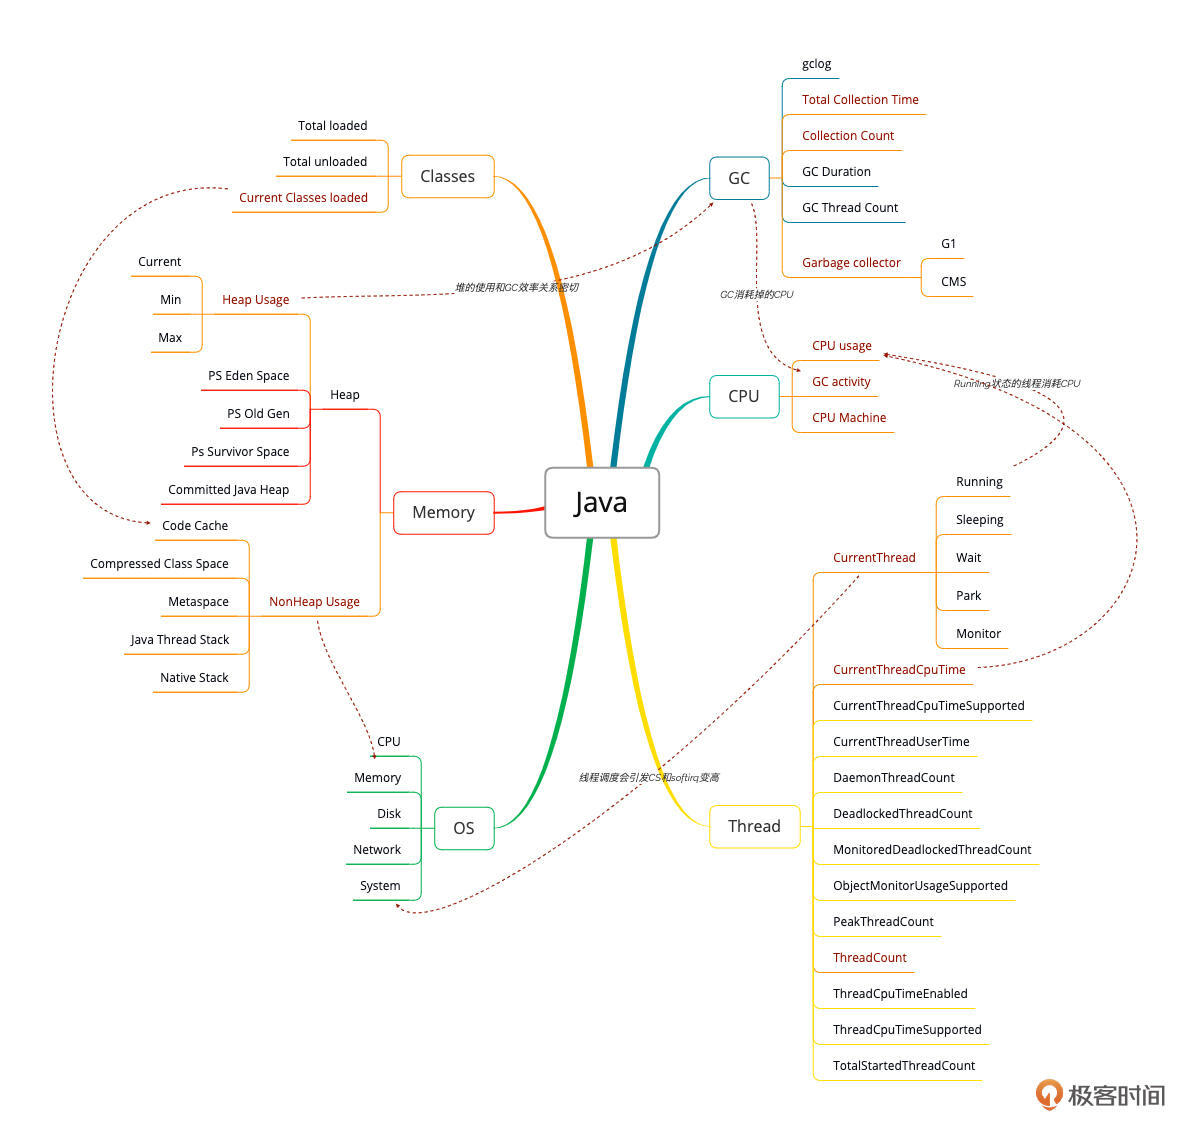 Java
Classes
Total loaded
Total unloaded
Current Classes loaded
Memory
Heap
Heap Usage
Current
Min
Max
PS Eden Space
PS Old Gen
Ps Survivor Space
Committed Java Heap
NonHeap Usage
Code Cache
Compressed Class Space
Metaspace
Java Thread Stack
Native Stack
OS
CPU
Memory
Disk
Network
System
GC
gclog
Total Collection Time
Collection Count
GC Duration
GC Thread Count
Garbage collector
G1
CMS
CPU
CPU usage
GC activity
CPU Machine
Thread
CurrentThread
Running
Sleeping
Wait
Park
Monitor
CurrentThreadCpuTime
CurrentThreadCpuTimeSupported
CurrentThreadUserTime
DaemonThreadCount
DeadlockedThreadCount
MonitoredDeadlockedThreadCount
ObjectMonitorUsageSupported
PeakThreadCount
ThreadCount
ThreadCpuTimeEnabled
ThreadCpuTimeSupported
TotalStartedThreadCount
堆的使用和GC效率关系密切
GC消耗掉的CPU
Running状态的线程消耗CPU
线程调度会引发CS和softirq变高
极客时间